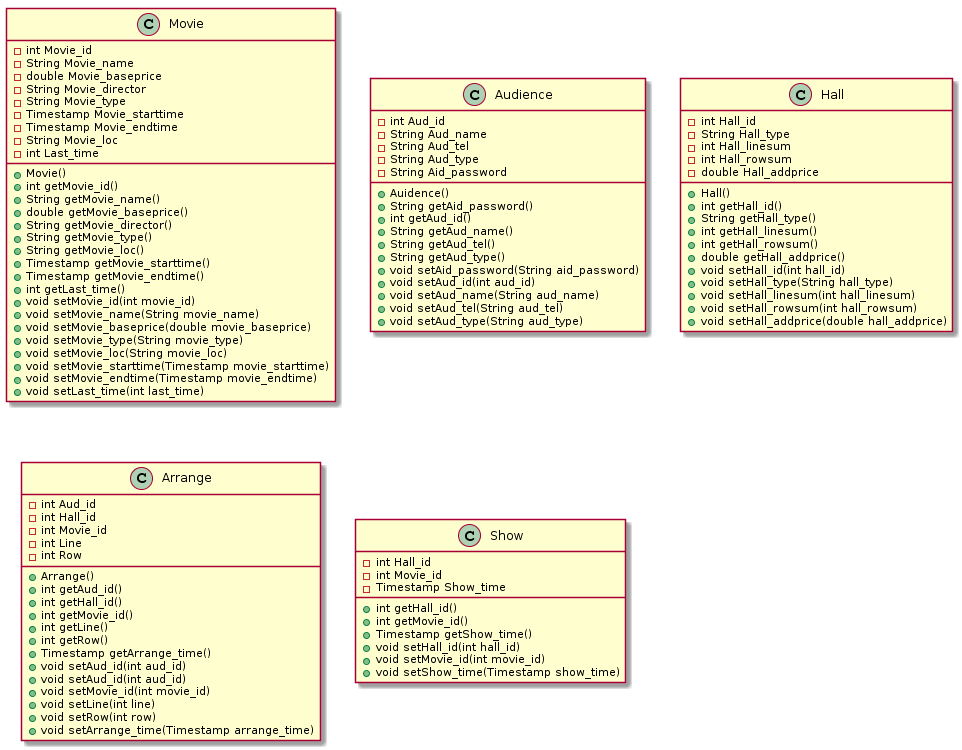 C Movie
int Movie_id
String Movie_name
double Movie_baseprice
String Movie_director
String Movie_type
Timestamp Movie_starttime
Timestamp Movie_endtime
String Movie_loc
int Last_time
Movie()
int getMovie_id()
String getMovie_name()
double getMovie_baseprice()
String getMovie_director()
String getMovie_type()
String getMovie_loc()
Timestamp getMovie_starttime()
Timestamp getMovie_endtime()
int getLast_time()
void setMovie_id(int movie_id)
void setMovie_name(String movie_name)
void setMovie_baseprice(double movie_baseprice)
void setMovie_type(String movie_type)
void setMovie_loc(String movie_loc)
void setMovie_starttime(Timestamp movie_starttime)
void setMovie_endtime(Timestamp movie_endtime)
void setLast_time(int last_time)
C Audience
int Aud_id
String Aud_name
String Aud_tel
String Aud_type
String Aid_password
Auidence()
String getAid_password()
int getAud_id()
String getAud_name()
String getAud_tel()
String getAud_type()
void setAid_password(String aid_password)
void setAud_id(int aud_id)
void setAud_name(String aud_name)
void setAud_tel(String aud_tel)
void setAud_type(String aud_type)
C Hall
int Hall_id
String Hall_type
int Hall_linesum
int Hall_rowsum
double Hall_addprice
Hall()
int getHall_id()
String getHall_type()
int getHall_linesum()
int getHall_rowsum()
double getHall_addprice()
void setHall_id(int hall_id)
void setHall_type(String hall_type)
void setHall_linesum(int hall_linesum)
void setHall_rowsum(int hall_rowsum)
void setHall_addprice(double hall_addprice)
C Arrange
int Aud_id
int Hall_id
int Movie_id
int Line
int Row
Arrange()
int getAud_id()
int getHall_id()
int getMovie_id()
int getLine()
int getRow()
Timestamp getArrange_time()
void setAud_id(int aud_id)
void setAud_id(int aud_id)
void setMovie_id(int movie_id)
void setLine(int line)
void setRow(int row)
void setArrange_time(Timestamp arrange_time)
C Show
int Hall_id
int Movie_id
Timestamp Show_time
int getHall_id()
int getMovie_id()
Timestamp getShow_time()
void setHall_id(int hall_id)
void setMovie_id(int movie_id)
void setShow_time(Timestamp show_time)